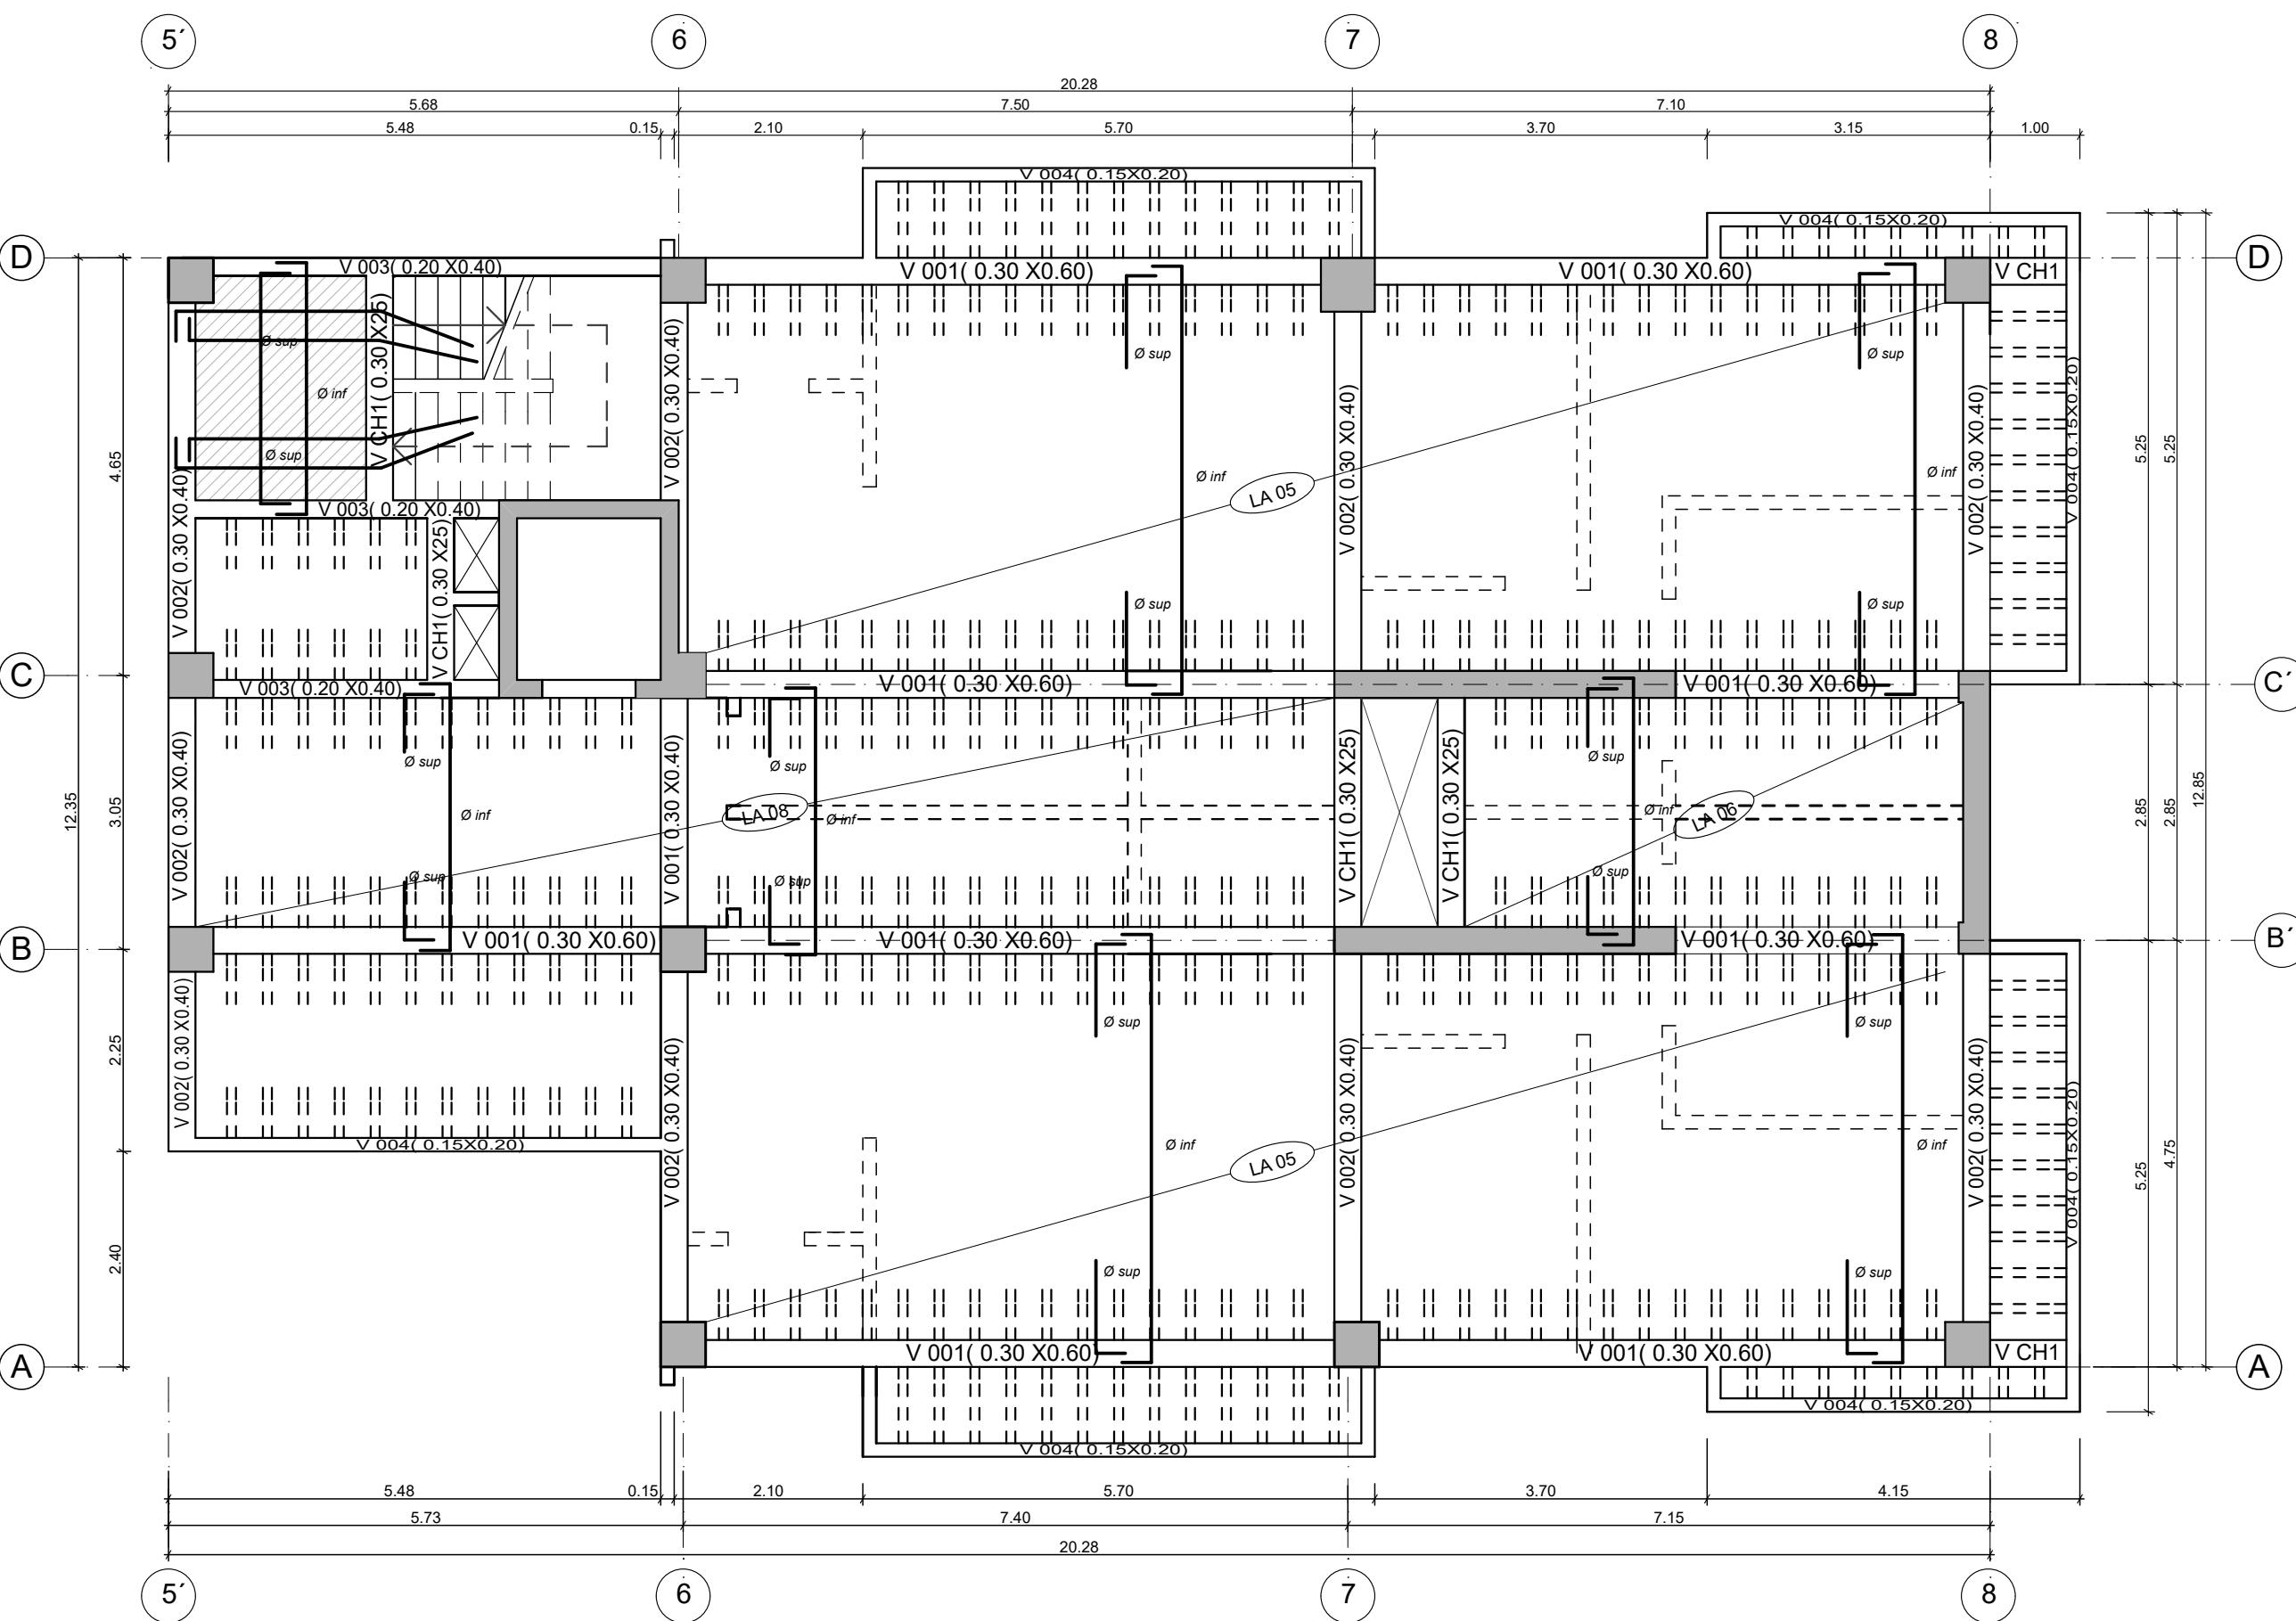 5´ 6 7 8
20.28
5.68 7.50 7.10
5.48 0.15 2.10 5.70 3.70 3.15 1.00
V 004( 0.15X0.20)
V 004( 0.15X0.20)
D V 003( 0.20 X0.40) V 001( 0.30 X0.60) V 001( 0.30 X0.60) V CH1 D
Ø sup
Ø inf
Ø sup
V CH1( 0.30 X25)
V 002( 0.30 X0.40)
Ø sup
Ø inf
V 002( 0.30 X0.40)
Ø sup
Ø inf
V 002( 0.30 X0.40)
V 004( 0.15X0.20)
4.65
5.25
5.25
LA 05
V 002( 0.30 X0.40)
V 003( 0.20 X0.40)
V CH1( 0.30 X25)
Ø sup
Ø sup
C V 003( 0.20 X0.40) V 001( 0.30 X0.60) V 001( 0.30 X0.60) C´
Ø sup
Ø sup
Ø sup
12.35
3.05
V 002( 0.30 X0.40)
Ø inf
V 001( 0.30 X0.40)
LA 08
Ø inf
V CH1( 0.30 X25)
V CH1( 0.30 X25)
Ø inf
LA 06
2.85
2.85
12.85
Ø sup
Ø sup
Ø sup
B V 001( 0.30 X0.60) V 001( 0.30 X0.60) V 001( 0.30 X0.60) B´
2.25
V 002( 0.30 X0.40)
Ø sup
Ø sup
V 002( 0.30 X0.40)
Ø inf
V 002( 0.30 X0.40)
Ø inf
V 002( 0.30 X0.40)
V 004( 0.15X0.20)
V 004( 0.15X0.20)
LA 05
5.25
4.75
2.40
Ø sup
Ø sup
A V 001( 0.30 X0.60) V 001( 0.30 X0.60) V CH1 A
V 004( 0.15X0.20)
V 004( 0.15X0.20)
5.48 0.15 2.10 5.70 3.70 4.15
5.73 7.40 7.15
20.28
5´ 6 7 8